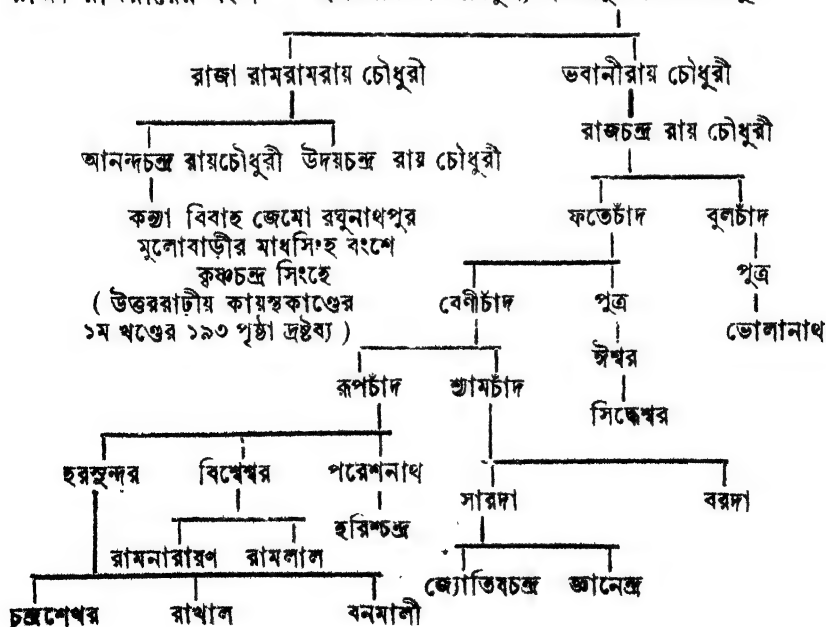 রাজা রামরামরায় চৌধুরী ভবানীরায় চৌধুরী
রাজচন্দ্র রায় চৌধুরী
আনন্দচন্দ্র রায়চৌধুরী উদয়চন্দ্র রায় চৌধুরী
কন্যা বিবাহ জেমো রঘুনাথপুর
মুলোবাড়ীর মাধসিংহ বংশে
কৃষ্ণচন্দ্র সিংহে
( উত্তররাঢ়ীয় কায়স্থকাণ্ডের
১ম খণ্ডের ১৯৩ পৃষ্ঠা দ্রষ্টব্য )
ফতেচাঁদ বুলচাঁদ
পুত্র
বেণীচাঁদ পুত্র
ভোলানাথ
ঈশ্বর
রূপচাঁদ শ্যামচাঁদ
সিদ্ধেশ্বর
হরসুন্দর বিশ্বেশ্বর পরেশনাথ
সারদা বরদা
হরিশ্চন্দ্র
রামনারায়ণ রামলাল
জ্যোতিষচন্দ্র জ্ঞানেন্দ্র
চন্দ্রশেখর রাখাল বনমালী